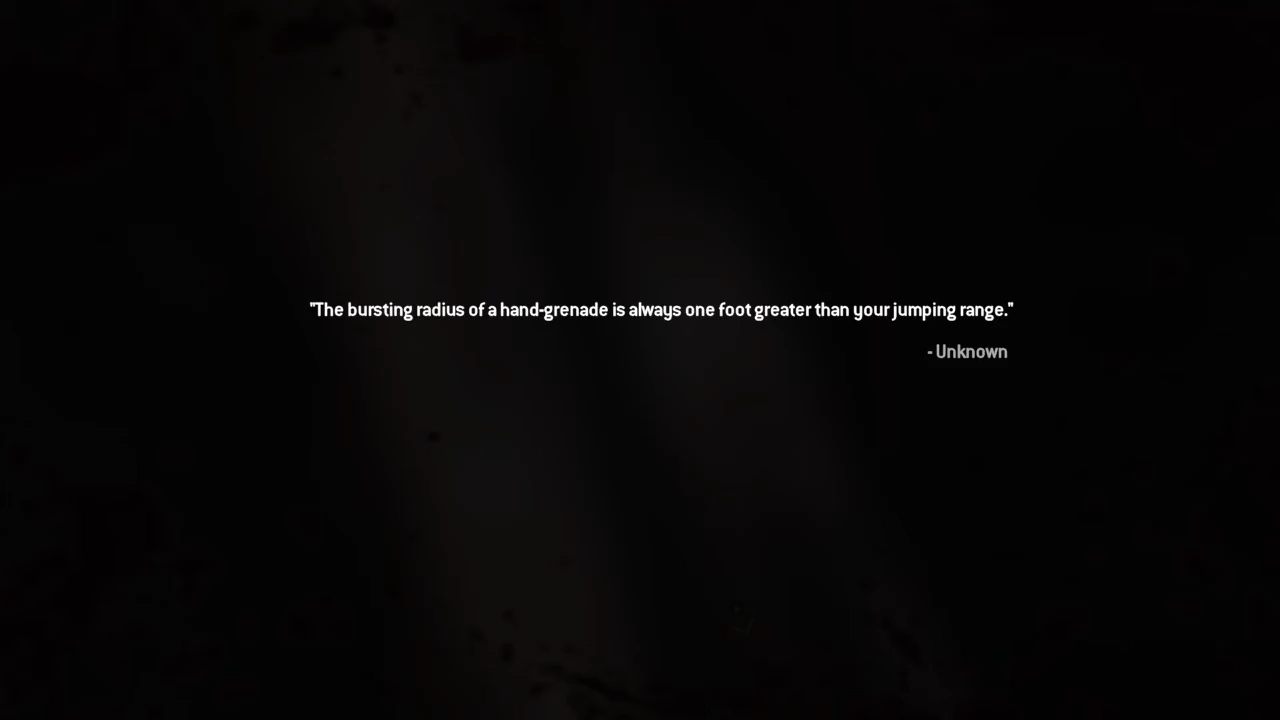 "The bursting radius of a hand-grenade is always one foot greater than your jumping range."
- Unknown